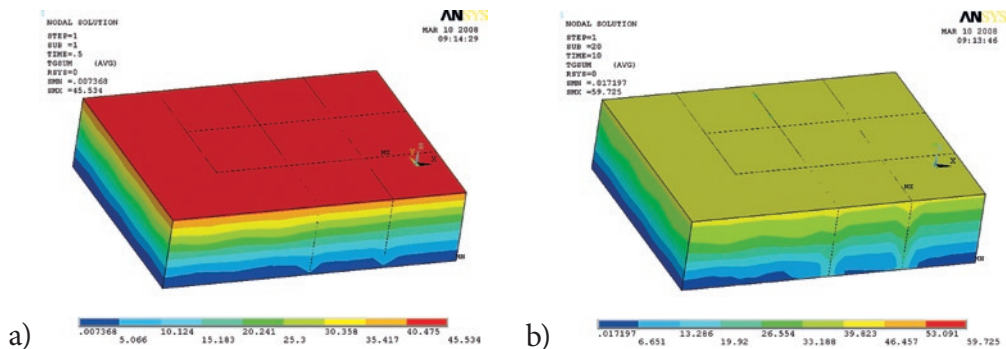 1
NODAL SOLUTION
STEP=1
SUB =1
TIME=.5
TGSUM (AVG)
RSYS=0
SMN =.007368
SMX =45.534
ANSYS
MAR 10 2008
09:14:29
MX
Z
Y
X
MN
a)
.007368 10.124 20.241 30.358 40.475
5.066 15.183 25.3 35.417 45.534
1
NODAL SOLUTION
STEP=1
SUB =20
TIME=10
TGSUM (AVG)
RSYS=0
SMN =.017197
SMX =59.725
ANSYS
MAR 10 2008
09:13:46
X
MX
MN
b)
.017197 13.286 26.554 39.823 53.091
6.651 19.92 33.188 46.457 59.725